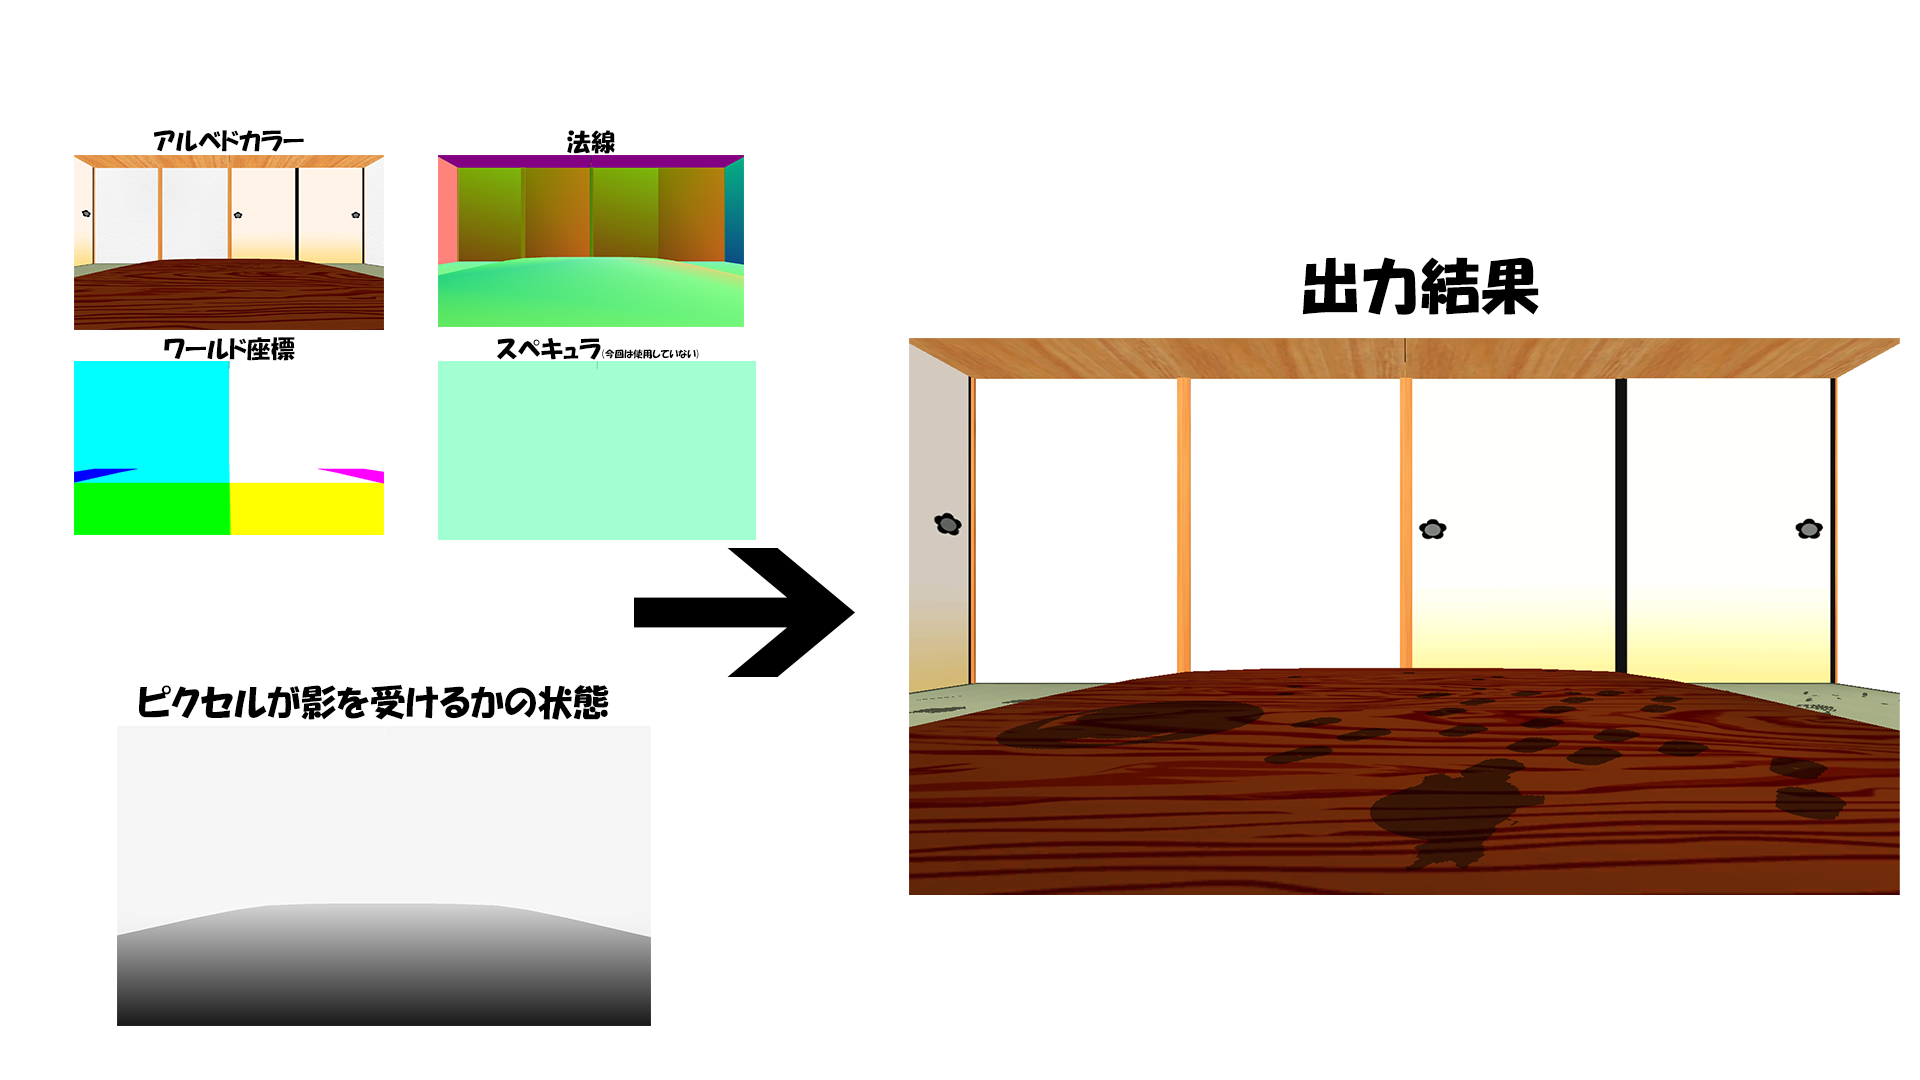 アルベドカラー
法線
ワールド座標
スペキュラ(今回は使用していない)
ピクセルが影を受けるかの状態
出力結果